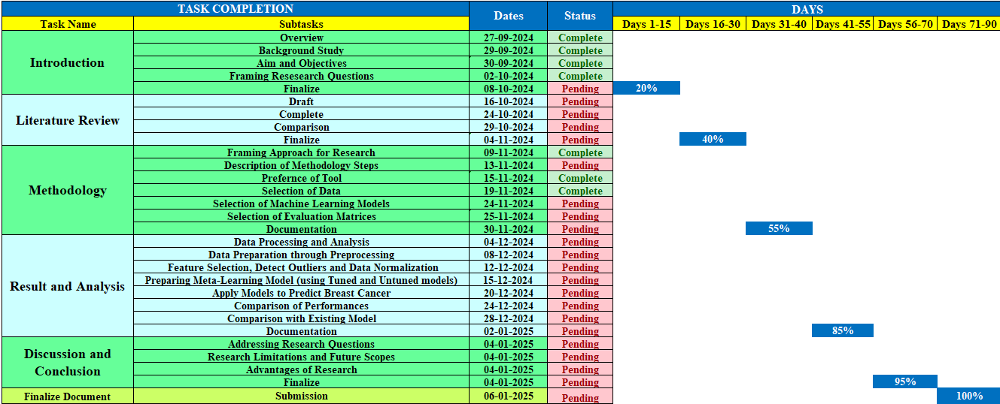 TASK COMPLETION Dates Status DAYS
Task Name Subtasks Days 1-15 Days 16-30 Days 31-40 Days 41-55 Days 56-70 Days 71-90
Introduction
Overview 27-09-2024 Complete
Background Study 29-09-2024 Complete
Aim and Objectives 30-09-2024 Complete
Framing Resesearch Questions 02-10-2024 Complete
Finalize 08-10-2024 Pending 20%
Literature Review
Draft 16-10-2024 Pending
Complete 24-10-2024 Pending
Comparison 29-10-2024 Pending
Finalize 04-11-2024 Pending 40%
Methodology
Framing Approach for Research 09-11-2024 Complete
Description of Methodology Steps 13-11-2024 Pending
Prefernce of Tool 15-11-2024 Complete
Selection of Data 19-11-2024 Complete
Selection of Machine Learning Models 24-11-2024 Pending
Selection of Evaluation Matrices 25-11-2024 Pending
Documentation 30-11-2024 Pending 55%
Result and Analysis
Data Processing and Analysis 04-12-2024 Pending
Data Preparation through Preprocessing 08-12-2024 Pending
Feature Selection, Detect Outliers and Data Normalization 12-12-2024 Pending
Preparing Meta-Learning Model (using Tuned and Untuned models) 15-12-2024 Pending
Apply Models to Predict Breast Cancer 20-12-2024 Pending
Comparison of Performances 24-12-2024 Pending
Comparison with Existing Model 28-12-2024 Pending
Documentation 02-01-2025 Pending 85%
Discussion and
Conclusion
Addressing Research Questions 04-01-2025 Pending
Research Limitations and Future Scopes 04-01-2025 Pending
Advantages of Research 04-01-2025 Pending
Finalize 04-01-2025 Pending 95%
Finalize Document Submission 06-01-2025 Pending 100%